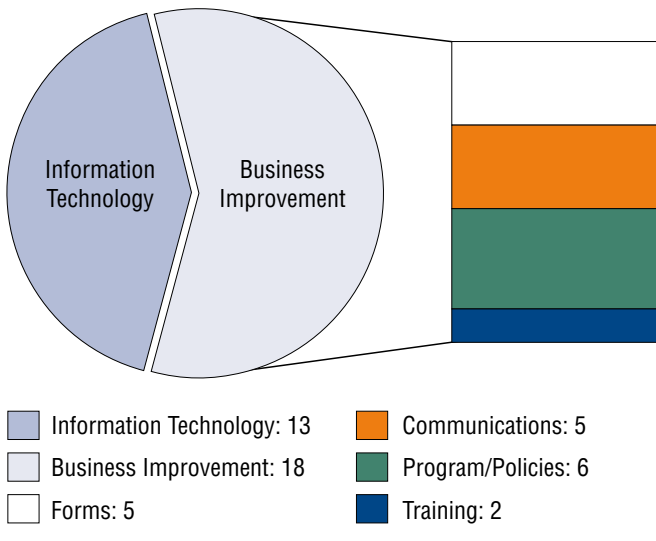 Information
Technology
Business
Improvement
Information Technology: 13
Business Improvement: 18
Forms: 5
Communications: 5
Program/Policies: 6
Training: 2